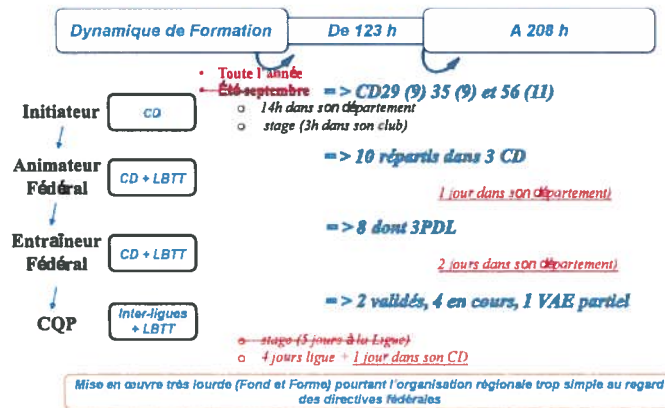 Dynamique de Formation
De 123 h
A 208 h
• Toute l'année
• Été septembre
=> CD29 (9) 35 (9) et 56 (11)
Initiateur
CD
o 14h dans son département
o stage (3h dans son club)
=> 10 répartis dans 3 CD
Animateur
Fédéral
CD + LBTT
1 jour dans son département)
=> 8 dont 3PDL
Entraîneur
Fédéral
CD + LBTT
2 jours dans son département)
=> 2 validés, 4 en cours, 1 VAE partiel
CQP
Inter-ligues
+ LBTT
o stage (5 jours à la Ligue)
o 4 jours ligue + 1 jour dans son CD
Mise en œuvre très lourde (Fond et Forme) pourtant l'organisation régionale trop simple au regard
des directives fédérales